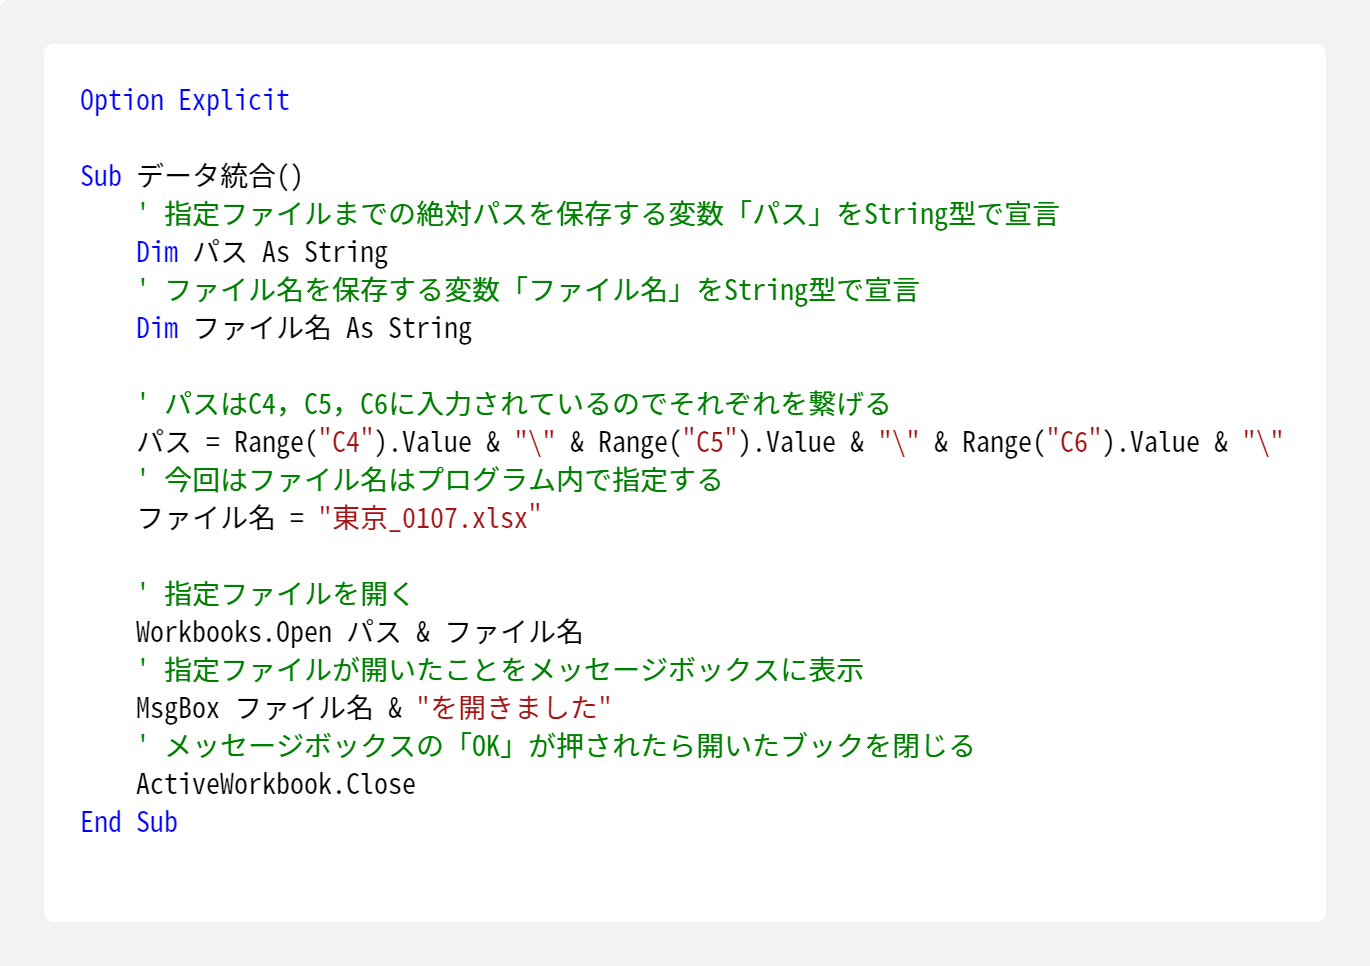 Option Explicit
Sub データ統合()
' 指定ファイルまでの絶対パスを保存する変数「パス」をString型で宣言
Dim パス As String
' ファイル名を保存する変数「ファイル名」をString型で宣言
Dim ファイル名 As String
' パスはC4，C5，C6に入力されているのでそれぞれを繋げる
パス = Range("C4").Value & "\" & Range("C5").Value & "\" & Range("C6").Value & "\"
' 今回はファイル名はプログラム内で指定する
ファイル名 = "東京_0107.xlsx"
' 指定ファイルを開く
Workbooks.Open パス & ファイル名
' 指定ファイルが開いたことをメッセージボックスに表示
MsgBox ファイル名 & "を開きました"
' メッセージボックスの「OK」が押されたら開いたブックを閉じる
ActiveWorkbook.Close
End Sub